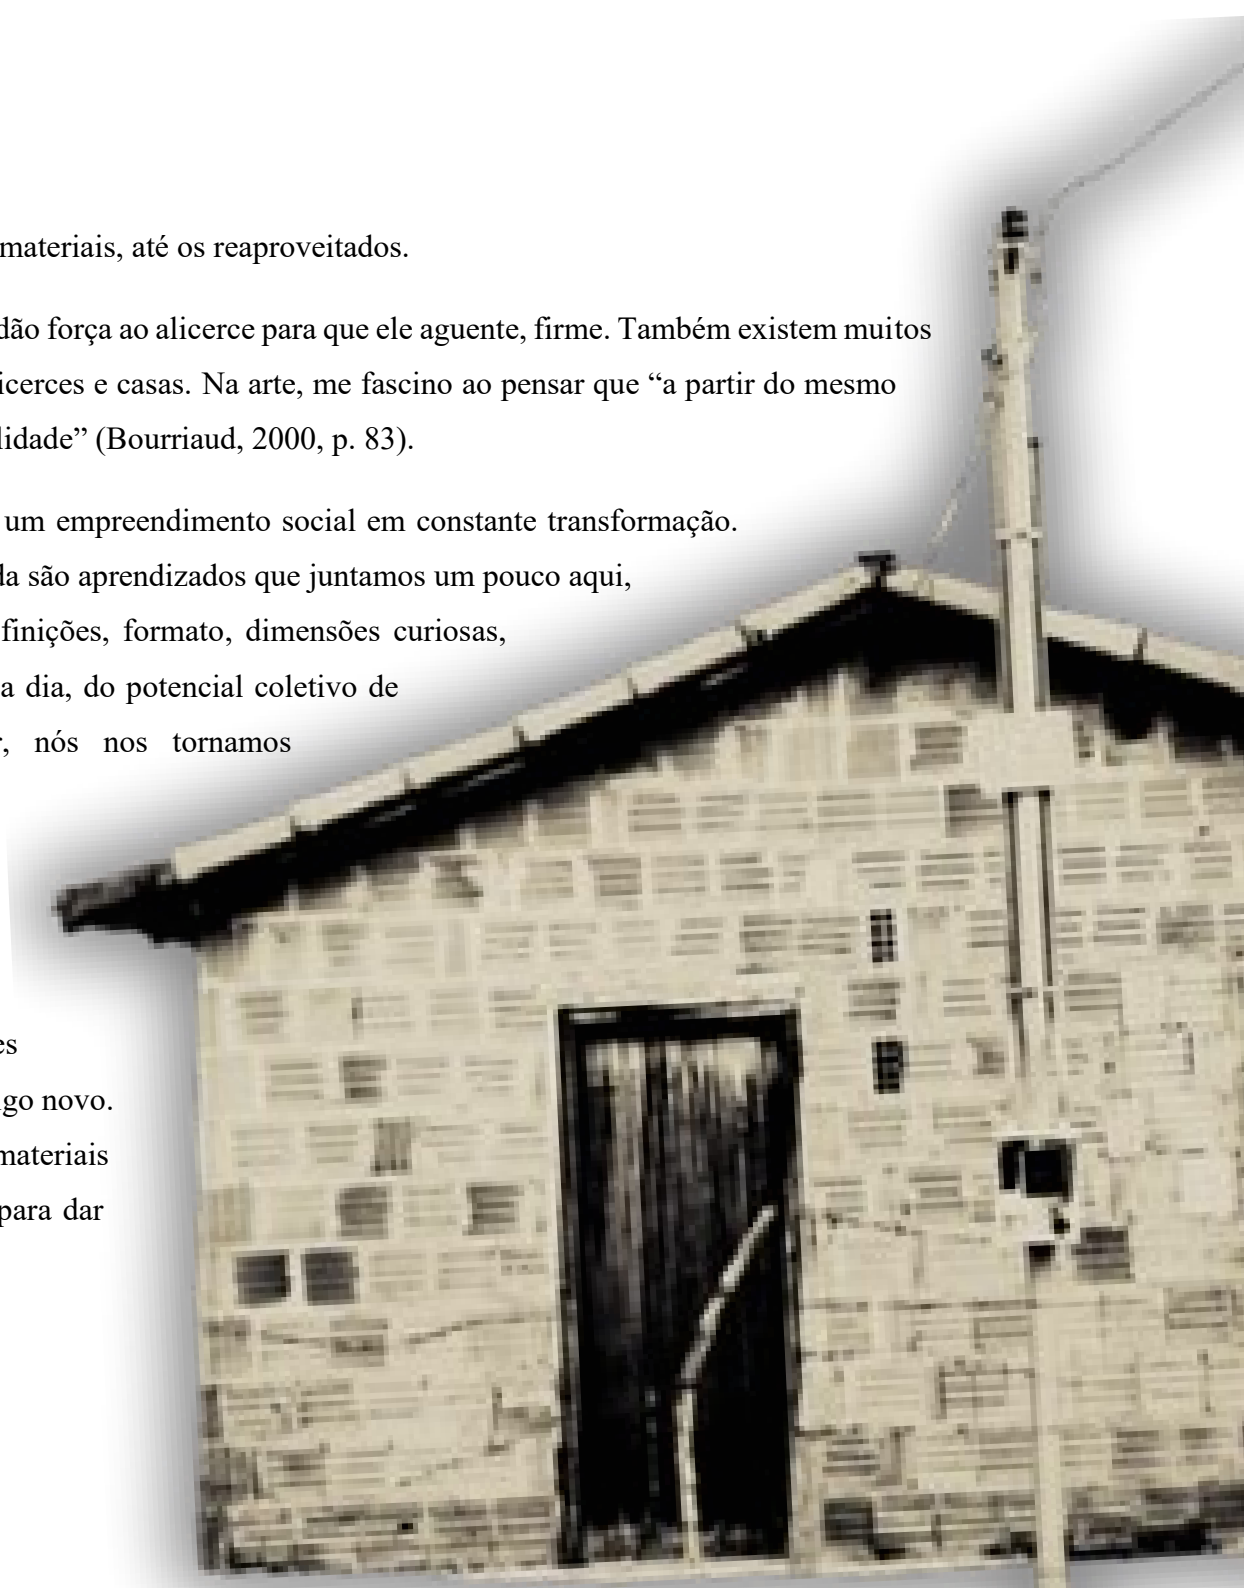 materiais, até os reaproveitados.
dão força ao alicerce para que ele aguente, firme. Também existem muitos
licerces e casas. Na arte, me fascino ao pensar que “a partir do mesmo
lidade” (Bourriaud, 2000, p. 83).
um empreendimento social em constante transformação.
da são aprendizados que juntamos um pouco aqui,
finições, formato, dimensões curiosas,
a dia, do potencial coletivo de
r, nós nos tornamos
es
go novo.
materiais
para dar